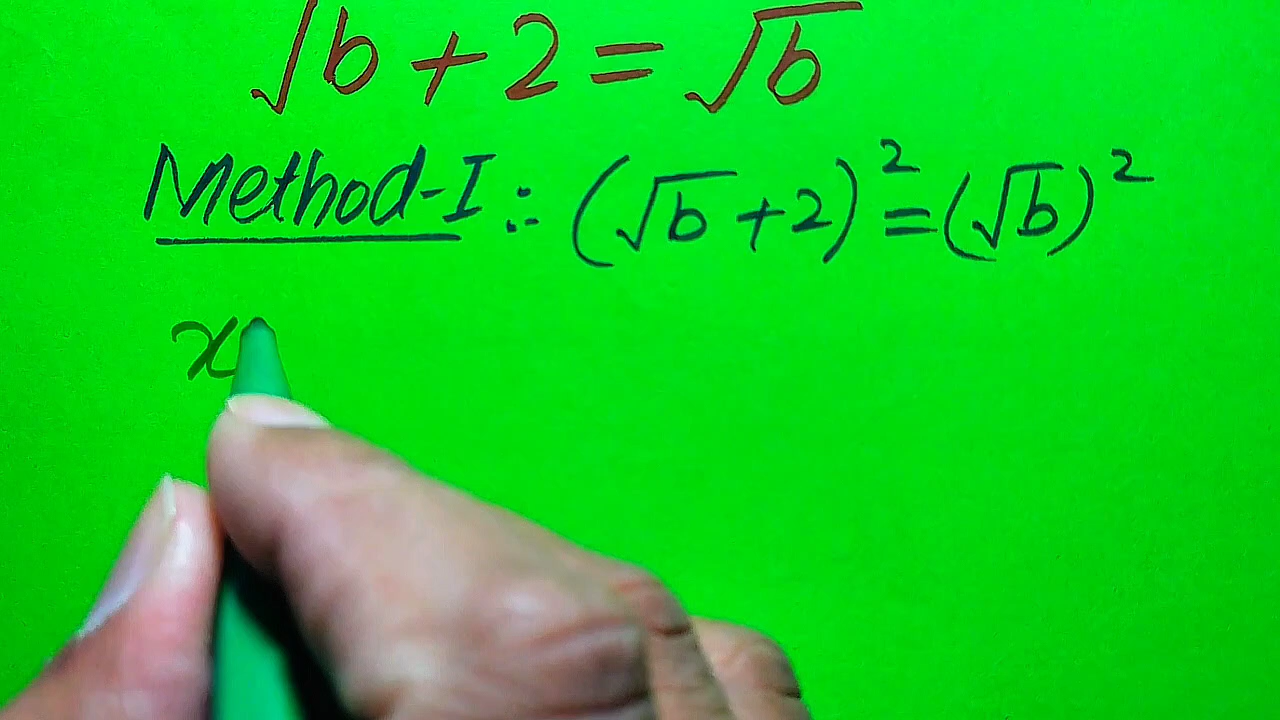 √b + 2 = √b
Method-I :- (√b + 2)² = (√b)²
x